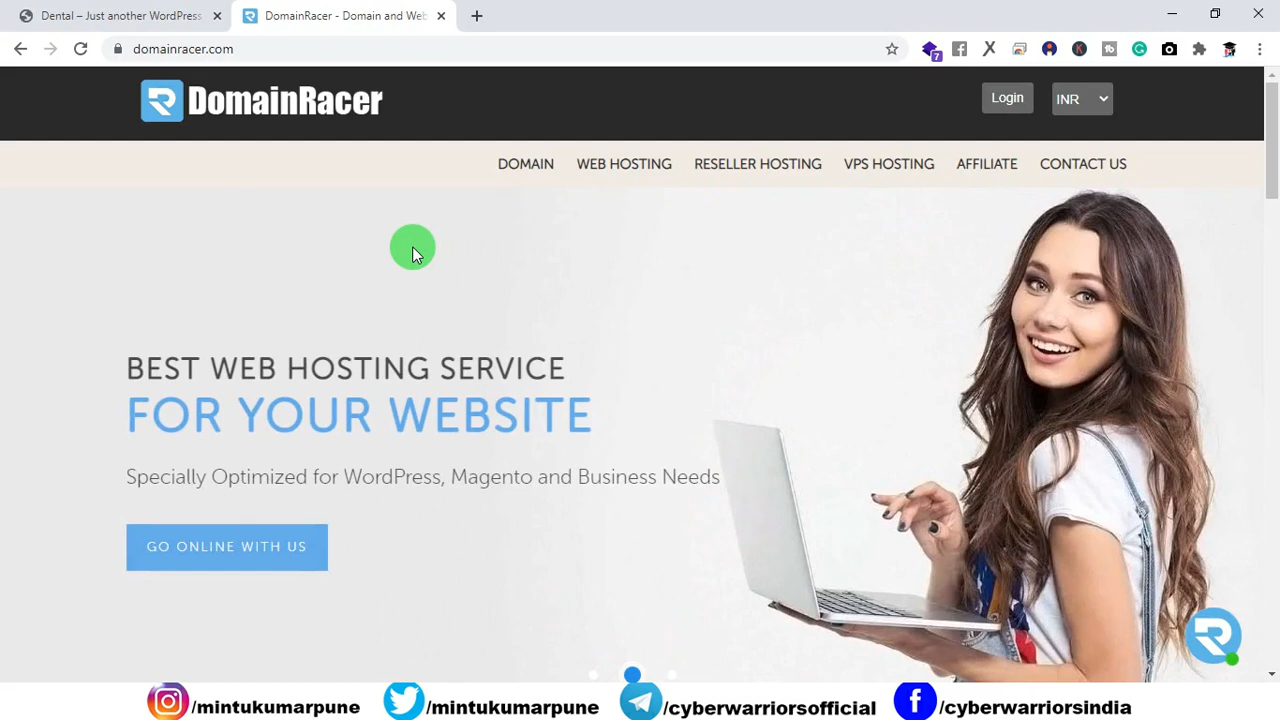 Dental – Just another WordPress
DomainRacer - Domain and Web
domainracer.com
7
DomainRacer
Login
INR
DOMAIN WEB HOSTING RESELLER HOSTING VPS HOSTING AFFILIATE CONTACT US
BEST WEB HOSTING SERVICE
FOR YOUR WEBSITE
Specially Optimized for WordPress, Magento and Business Needs
GO ONLINE WITH US
/mintukumarpune /mintukumarpune /cyberwarriorsofficial /cyberwarriorsindia